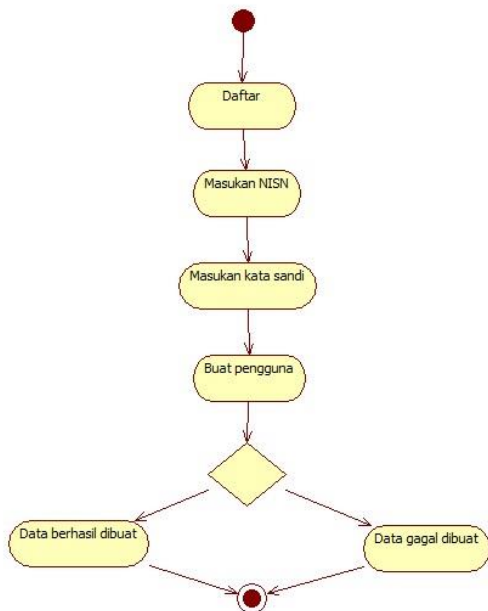 Daftar
Masukan NISN
Masukan kata sandi
Buat pengguna
Data berhasil dibuat
Data gagal dibuat